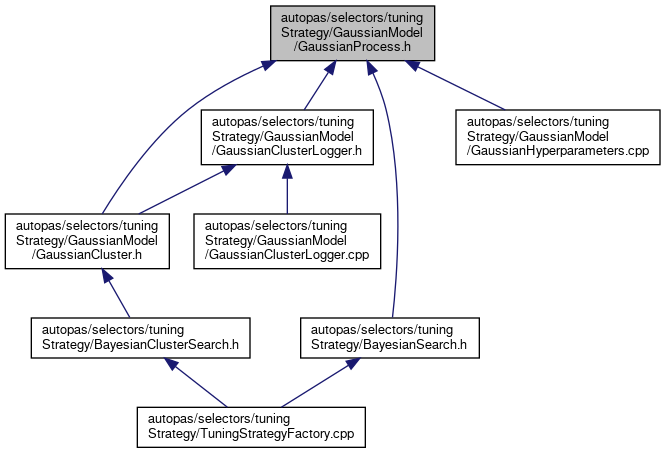 autopas/selectors/tuning
Strategy/GaussianModel
/GaussianProcess.h
autopas/selectors/tuning
Strategy/GaussianModel
/GaussianClusterLogger.h
autopas/selectors/tuning
Strategy/GaussianModel
/GaussianHyperparameters.cpp
autopas/selectors/tuning
Strategy/GaussianModel
/GaussianCluster.h
autopas/selectors/tuning
Strategy/GaussianModel
/GaussianClusterLogger.cpp
autopas/selectors/tuning
Strategy/BayesianClusterSearch.h
autopas/selectors/tuning
Strategy/BayesianSearch.h
autopas/selectors/tuning
Strategy/TuningStrategyFactory.cpp